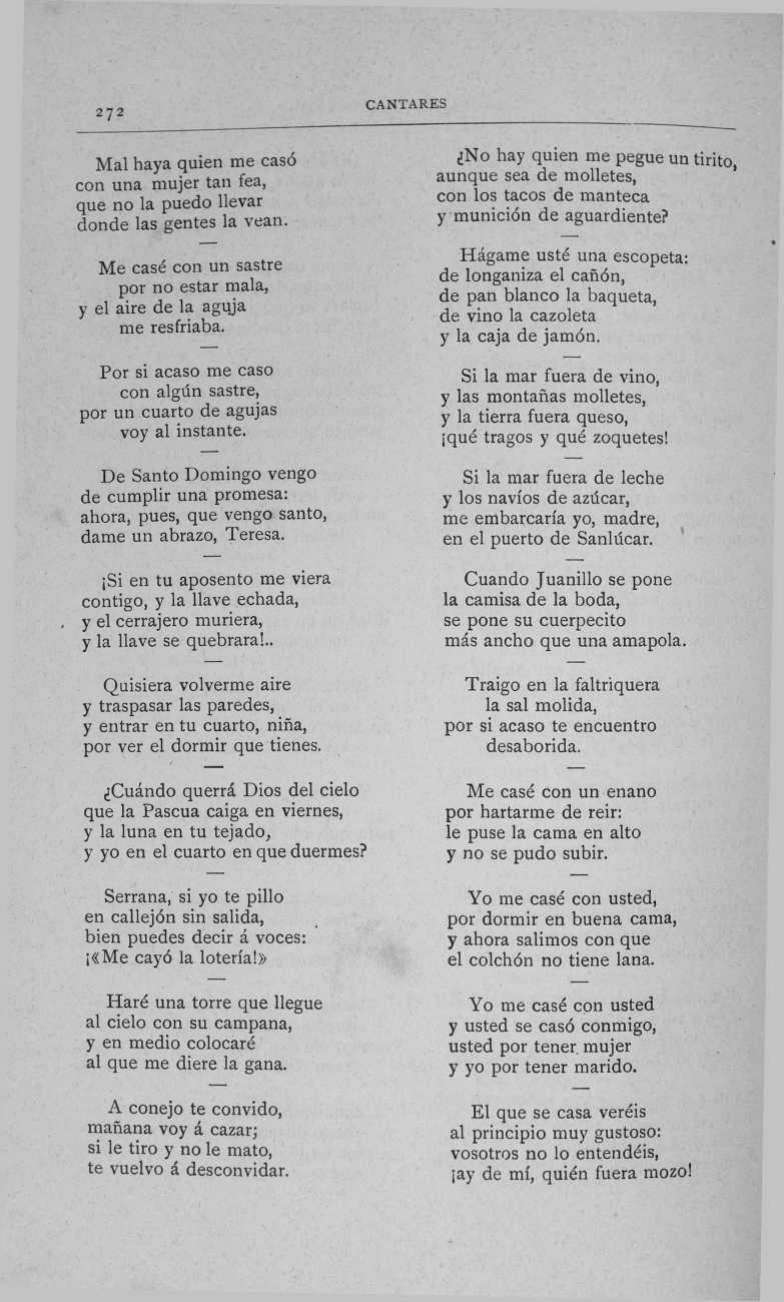 272
CANTARES
Mal haya quien me casó
con una mujer tan fea,
que no la puedo llevar
donde las gentes la vean.
Me casé con un sastre
por no estar mala,
y el aire de la aguja
me resfriaba.
Por si acaso me caso
con algún sastre,
por un cuarto de agujas
voy al instante.
De Santo Domingo vengo
de cumplir una promesa:
ahora, pues, que vengo santo,
dame un abrazo, Teresa.
¡Si en tu aposento me viera
contigo, y la llave echada,
y el cerrajero muriera,
y la llave se quebrara!..
Quisiera volverme aire
y traspasar las paredes,
y entrar en tu cuarto, niña,
por ver el dormir que tienes.
¿Cuándo querrá Dios del cielo
que la Pascua caiga en viernes,
y la luna en tu tejado,
y yo en el cuarto en que duermes?
Serrana, si yo te pillo
en callejón sin salida,
bien puedes decir á voces:
¡«Me cayó la lotería!»
Haré una torre que llegue
al cielo con su campana,
y en medio colocaré
al que me diere la gana.
A conejo te convido,
mañana voy á cazar;
si le tiro y no le mato,
te vuelvo á desconvidar.
¿No hay quien me pegue un tirito,
aunque sea de molletes,
con los tacos de manteca
y munición de aguardiente?
Hágame usté una escopeta:
de longaniza el cañón,
de pan blanco la baqueta,
de vino la cazoleta
y la caja de jamón.
Si la mar fuera de vino,
y las montañas molletes,
y la tierra fuera queso,
¡qué tragos y qué zoquetes!
Si la mar fuera de leche
y los navíos de azúcar,
me embarcaría yo, madre,
en el puerto de Sanlúcar.
Cuando Juanillo se pone
la camisa de la boda,
se pone su cuerpecito
más ancho que una amapola.
Traigo en la faltriquera
la sal molida,
por si acaso te encuentro
desaborida.
Me casé con un enano
por hartarme de reir:
le puse la cama en alto
y no se pudo subir.
Yo me casé con usted,
por dormir en buena cama,
y ahora salimos con que
el colchón no tiene lana.
Yo me casé con usted
y usted se casó conmigo,
usted por tener mujer
y yo por tener marido.
El que se casa veréis
al principio muy gustoso:
vosotros no lo entendéis,
¡ay de mí, quién fuera mozo!